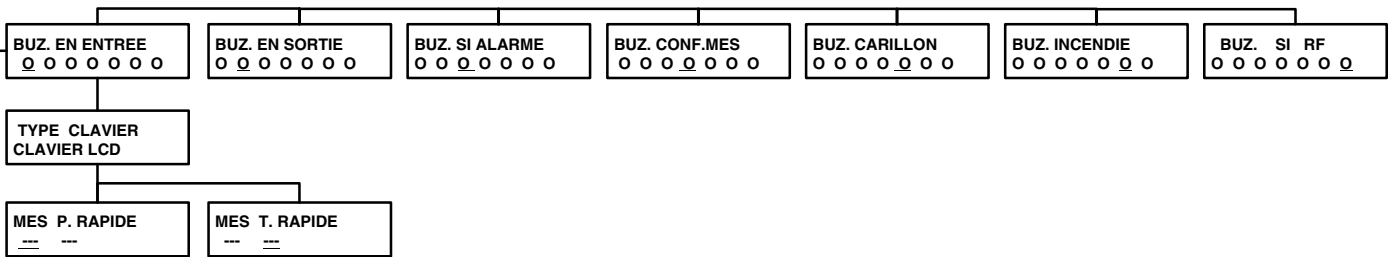 BUZ. EN ENTREE
O O O O O O O
BUZ. EN SORTIE
O O O O O O O
BUZ. SI ALARME
O O O O O O O
BUZ. CONF.MES
O O O O O O O
BUZ. CARILLON
O O O O O O O
BUZ. INCENDIE
O O O O O O O
BUZ. SI RF
O O O O O O O
TYPE CLAVIER
CLAVIER LCD
MES P. RAPIDE
--- ---
MES T. RAPIDE
--- ---